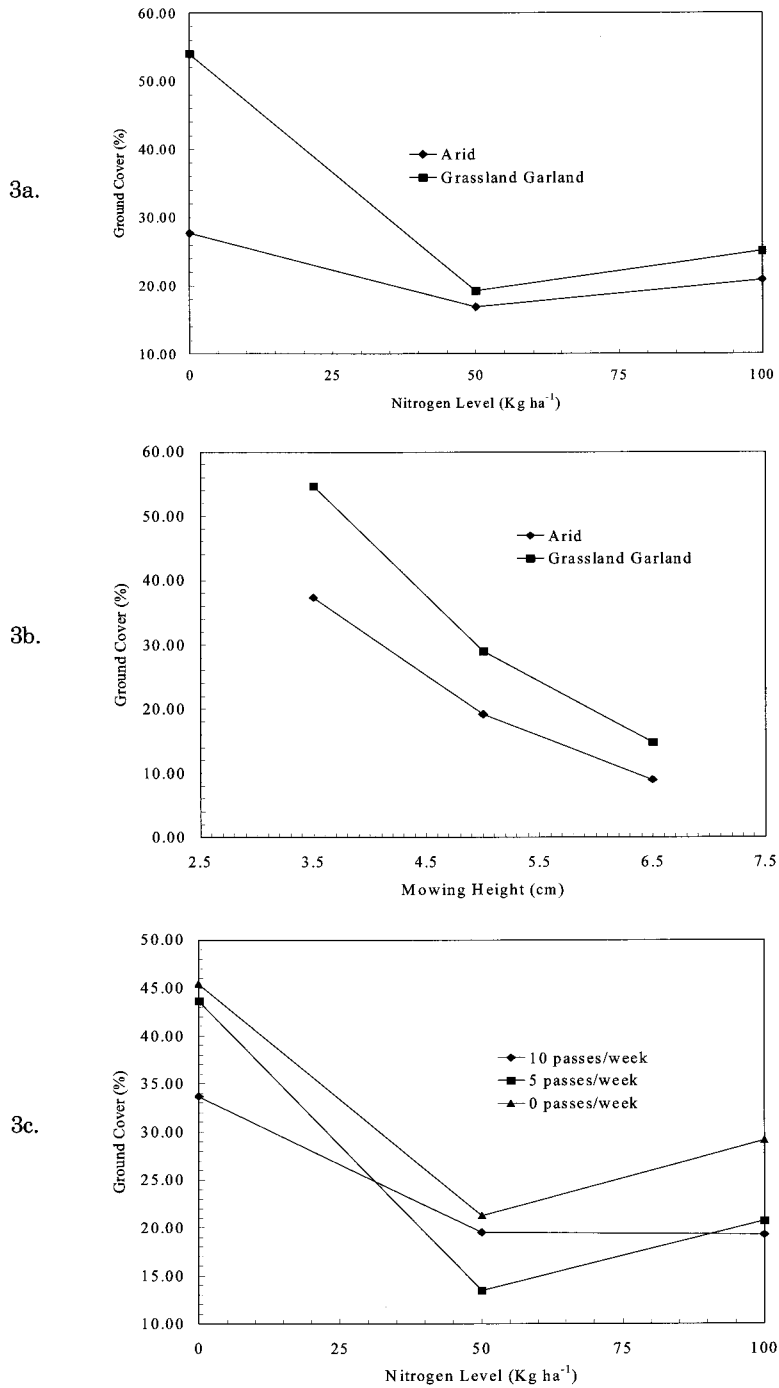 3a.
60.00
50.00
40.00
30.00
20.00
10.00
Ground Cover (%)
Arid
Grassland Garland
0
25
50
75
100
Nitrogen Level (Kg ha⁻¹)
3b.
60.00
50.00
40.00
30.00
20.00
10.00
0.00
Ground Cover (%)
Arid
Grassland Garland
2.5
3.5
4.5
5.5
6.5
7.5
Mowing Height (cm)
3c.
50.00
45.00
40.00
35.00
30.00
25.00
20.00
15.00
10.00
Ground Cover (%)
10 passes/week
5 passes/week
0 passes/week
0
25
50
75
100
Nitrogen Level (Kg ha⁻¹)